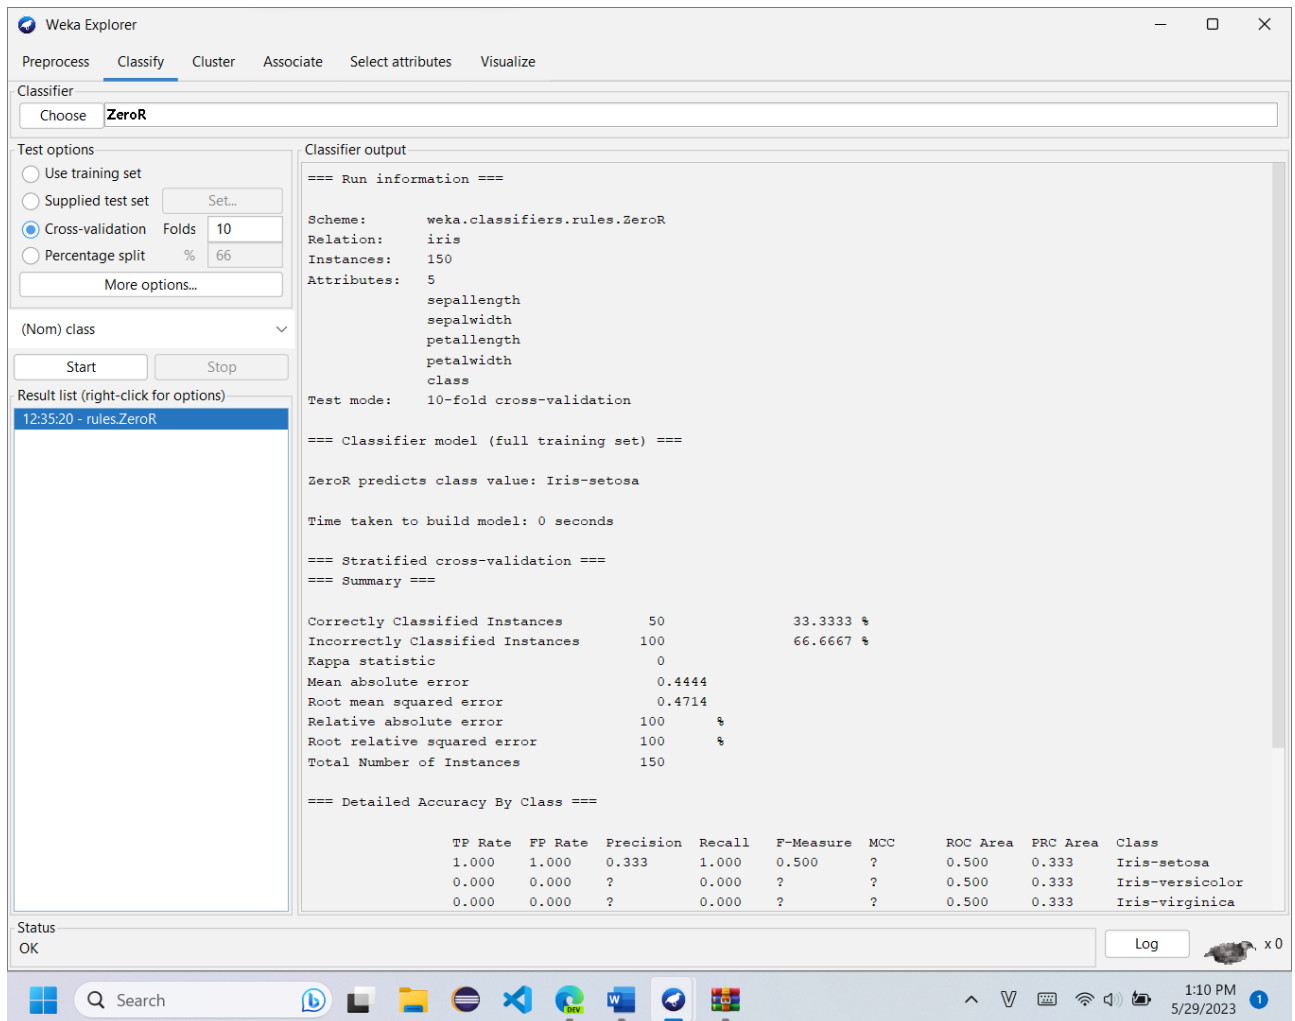 Weka Explorer
Preprocess Classify Cluster Associate Select attributes Visualize
Classifier
Choose ZeroR
Test options
Use training set
Supplied test set Set...
Cross-validation Folds 10
Percentage split % 66
More options...
(Nom) class
Start Stop
Result list (right-click for options)
12:35:20 - rules.ZeroR
Classifier output
=== Run information ===
Scheme: weka.classifiers.rules.ZeroR
Relation: iris
Instances: 150
Attributes: 5
sepallength
sepalwidth
petallength
petalwidth
class
Test mode: 10-fold cross-validation
=== Classifier model (full training set) ===
ZeroR predicts class value: Iris-setosa
Time taken to build model: 0 seconds
=== Stratified cross-validation ===
=== Summary ===
Correctly Classified Instances 50 33.3333 %
Incorrectly Classified Instances 100 66.6667 %
Kappa statistic 0
Mean absolute error 0.4444
Root mean squared error 0.4714
Relative absolute error 100 %
Root relative squared error 100 %
Total Number of Instances 150
=== Detailed Accuracy By Class ===
TP Rate FP Rate Precision Recall F-Measure MCC ROC Area PRC Area Class
1.000 1.000 0.333 1.000 0.500 ? 0.500 0.333 Iris-setosa
0.000 0.000 ? 0.000 ? ? 0.500 0.333 Iris-versicolor
0.000 0.000 ? 0.000 ? ? 0.500 0.333 Iris-virginica
Status
OK
Log x 0
Search
DEV
W
V
1:10 PM
5/29/2023
1